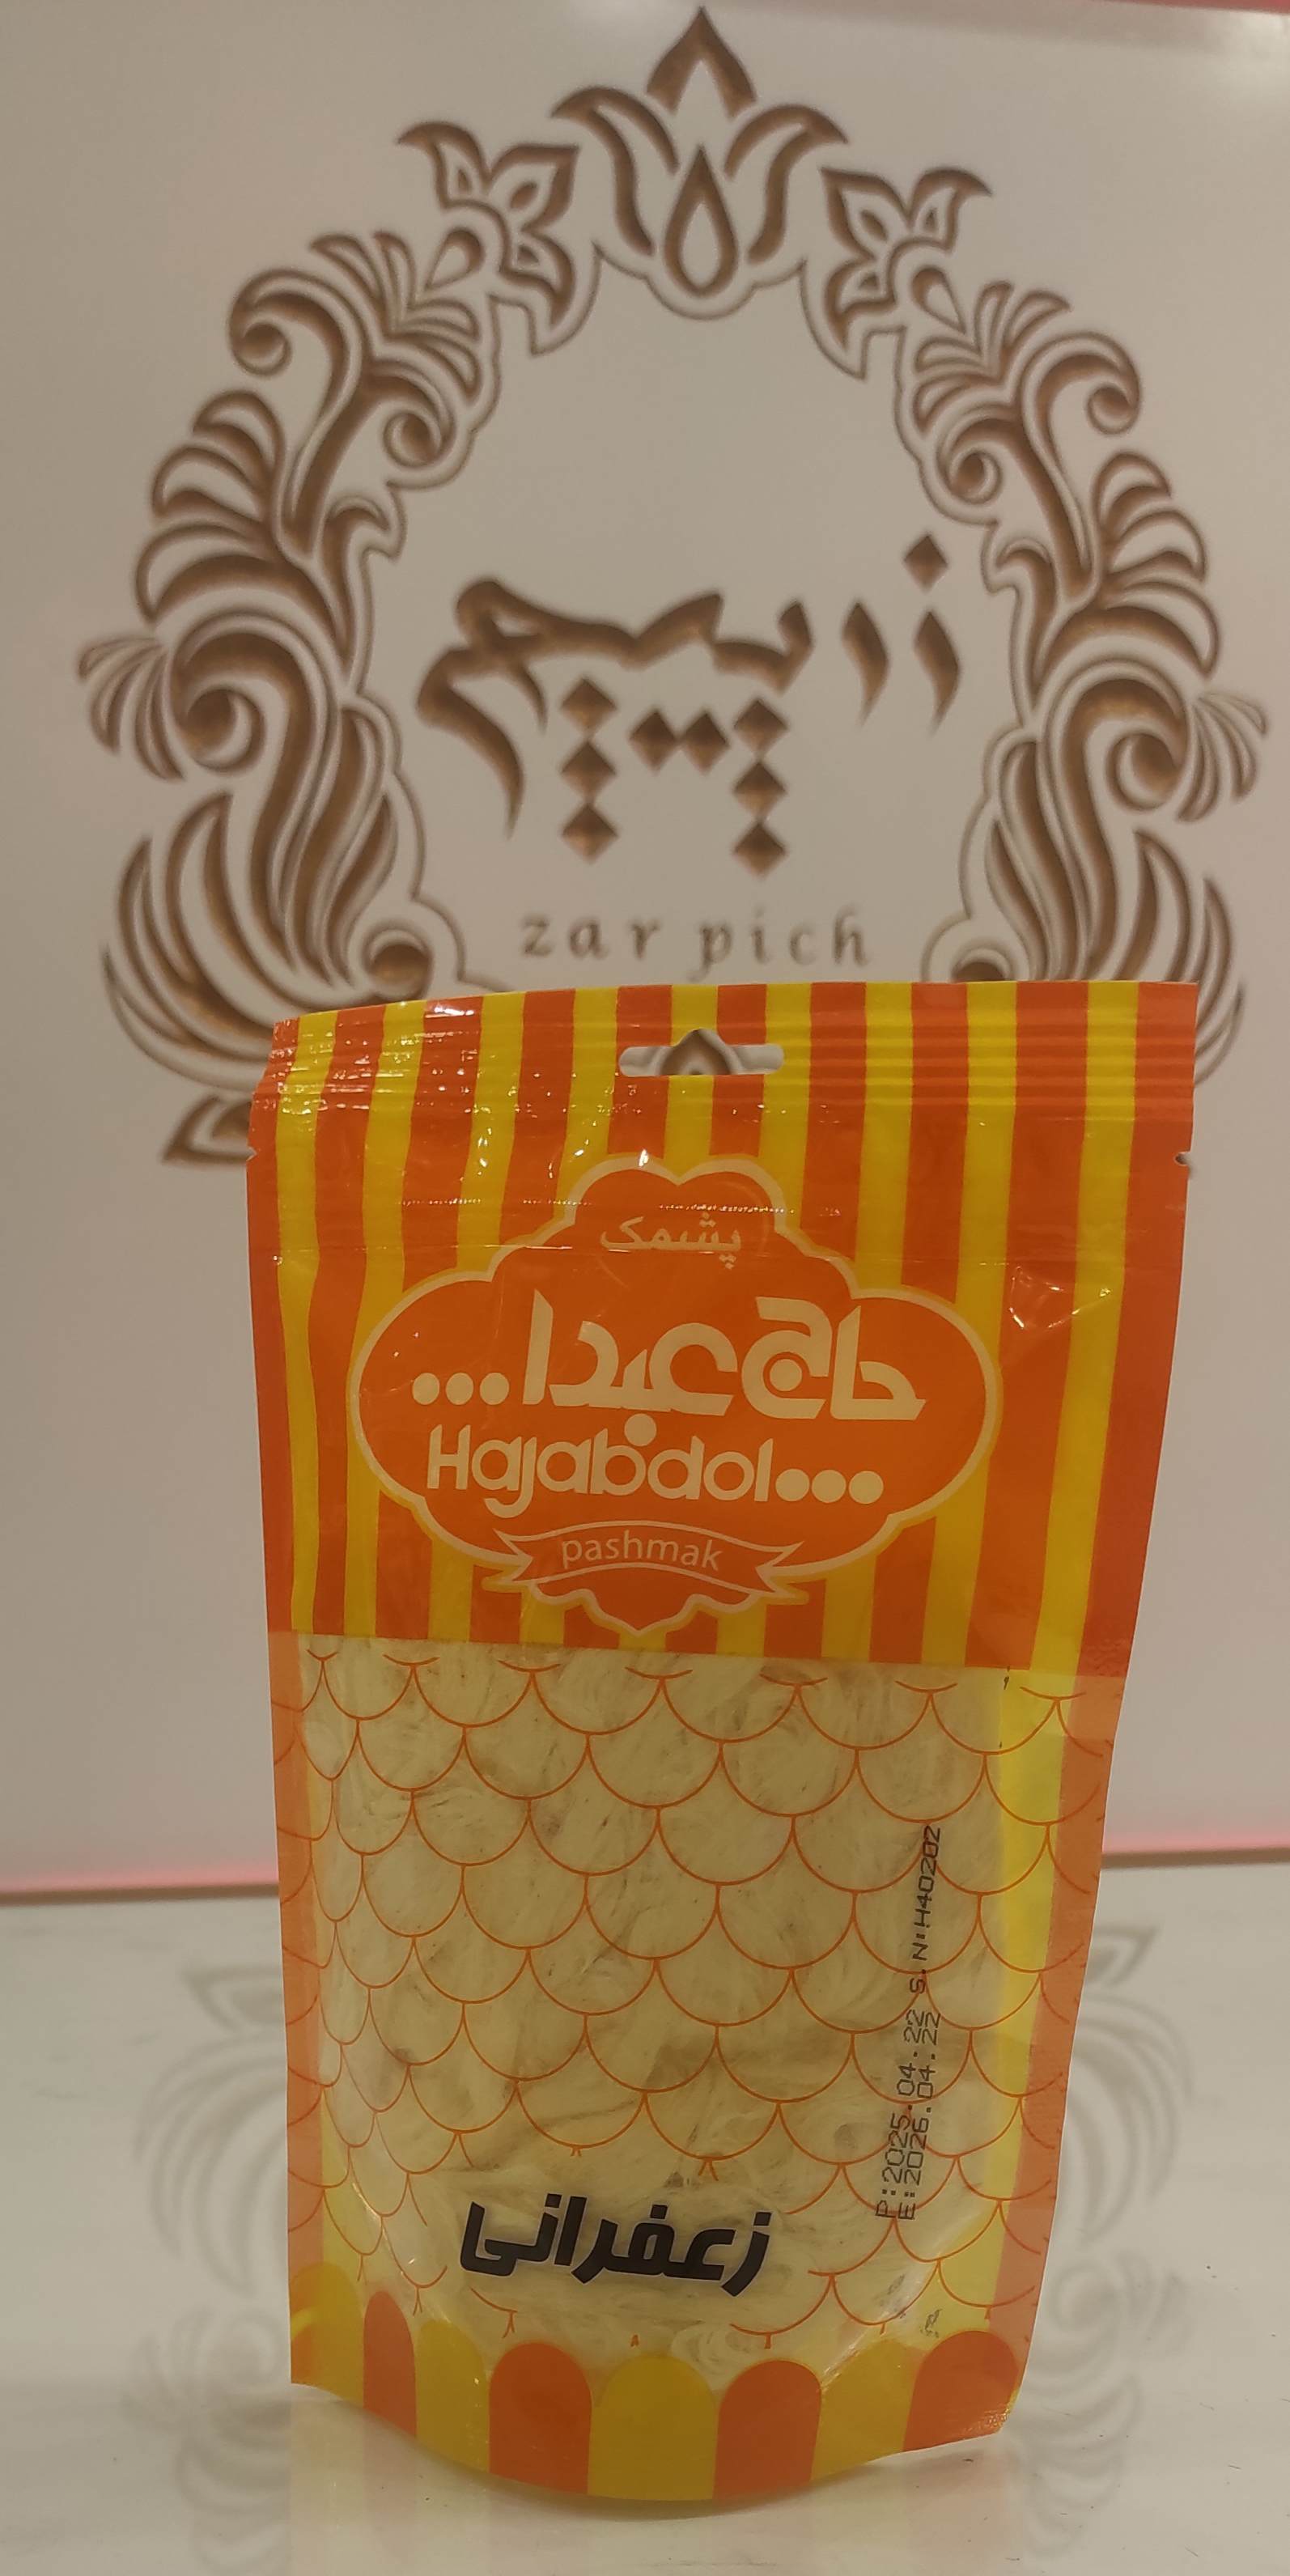 زرپیچ
zar pich
پشمک
حاج عبدا...
Hajabdol...
pashmak
P:2025.04.22 S.N:H40202
E:2026.04.22
زعفرانی